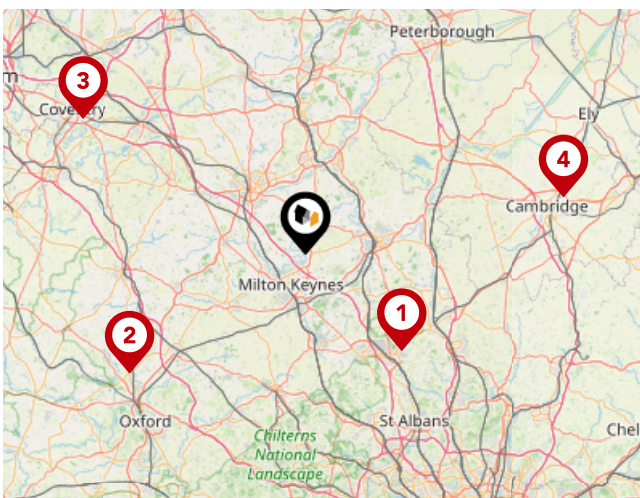 Peterborough
m
3
Coventry
Ely
4
Cambridge
Milton Keynes
1
2
Oxford
St Albans
Chel
Chilterns
National
Landscape